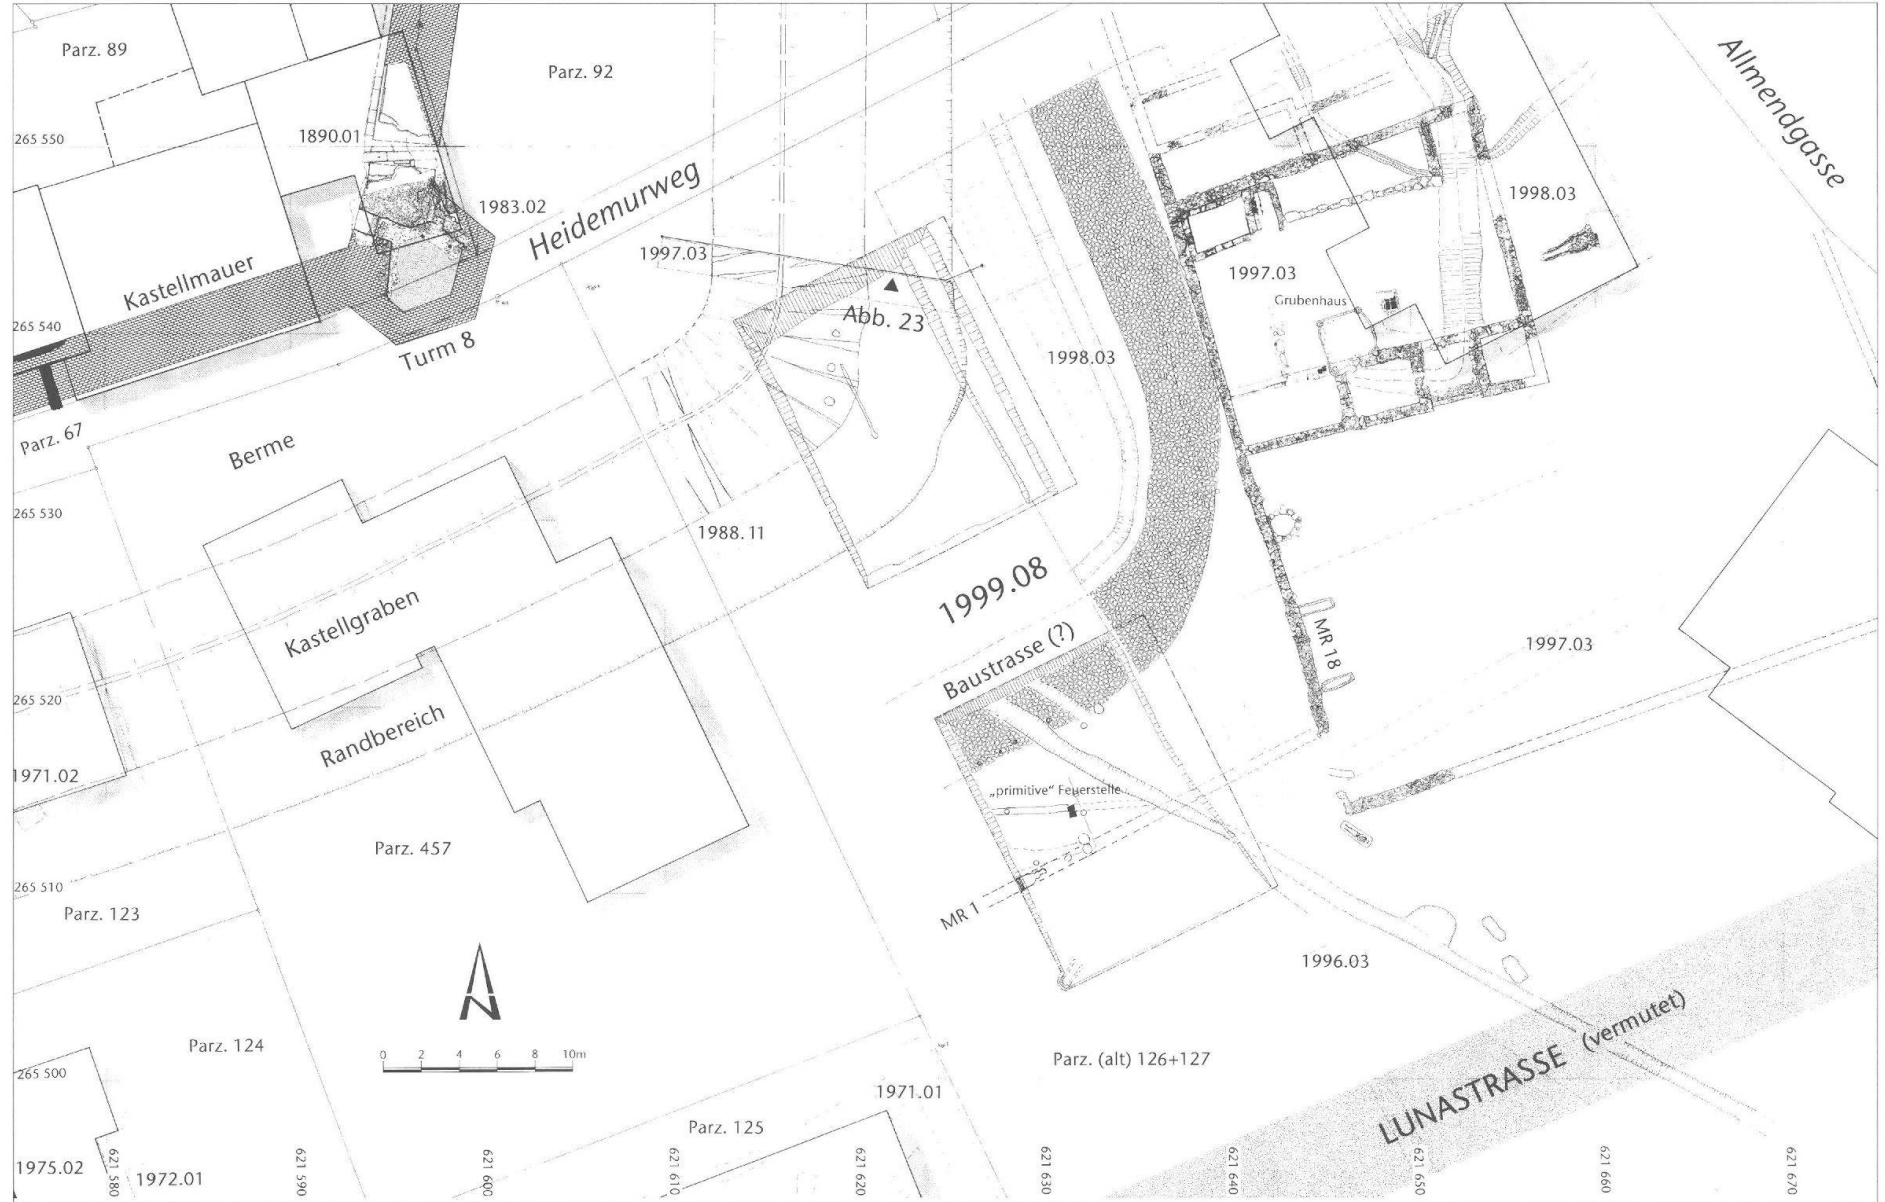 Parz. 89
Parz. 92
Allmendgasse
265 550
1890.01
1983.02
Heidemurweg
1998.03
Kastellmauer
1997.03
1997.03
Grubenhaus
265 540
Abb. 23
Turm 8
1998.03
Parz. 67
Berme
265 530
1988.11
1999.08
Kastellgraben
Baustrasse (?)
MR 18
1997.03
265 520
Randbereich
1971.02
„primitive“ Feuerstelle
Parz. 457
265 510
Parz. 123
MR 1
1996.03
N
Parz. 124
0 2 4 6 8 10m
Parz. (alt) 126+127
LUNASTRASSE (vermutet)
265 500
1971.01
Parz. 125
1975.02
1972.01
621 580
621 590
621 600
621 610
621 620
621 630
621 640
621 650
621 660
621 670